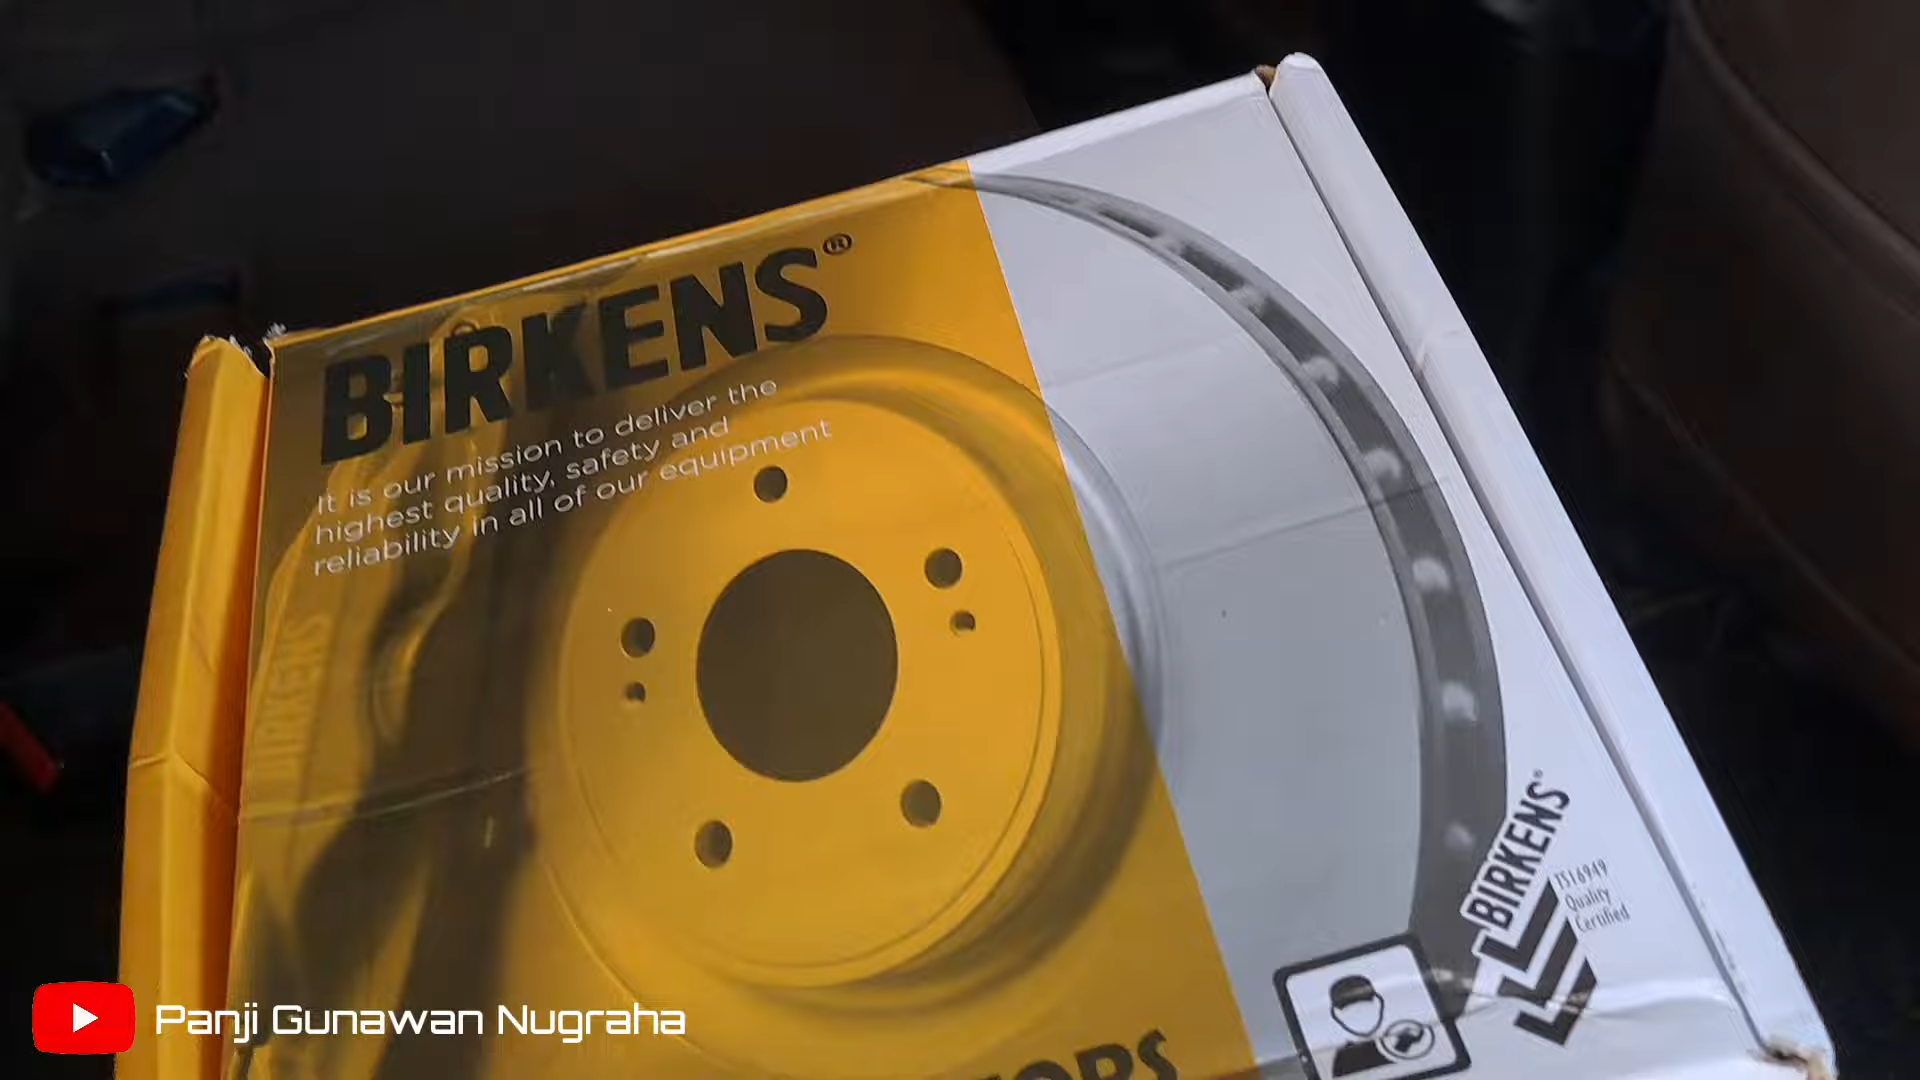 BIRKENS®
It is our mission to deliver the
highest quality, safety and
reliability in all of our equipment
BIRKENS
BIRKENS®
TS16949
Quality
Certified
Panji Gunawan Nugraha